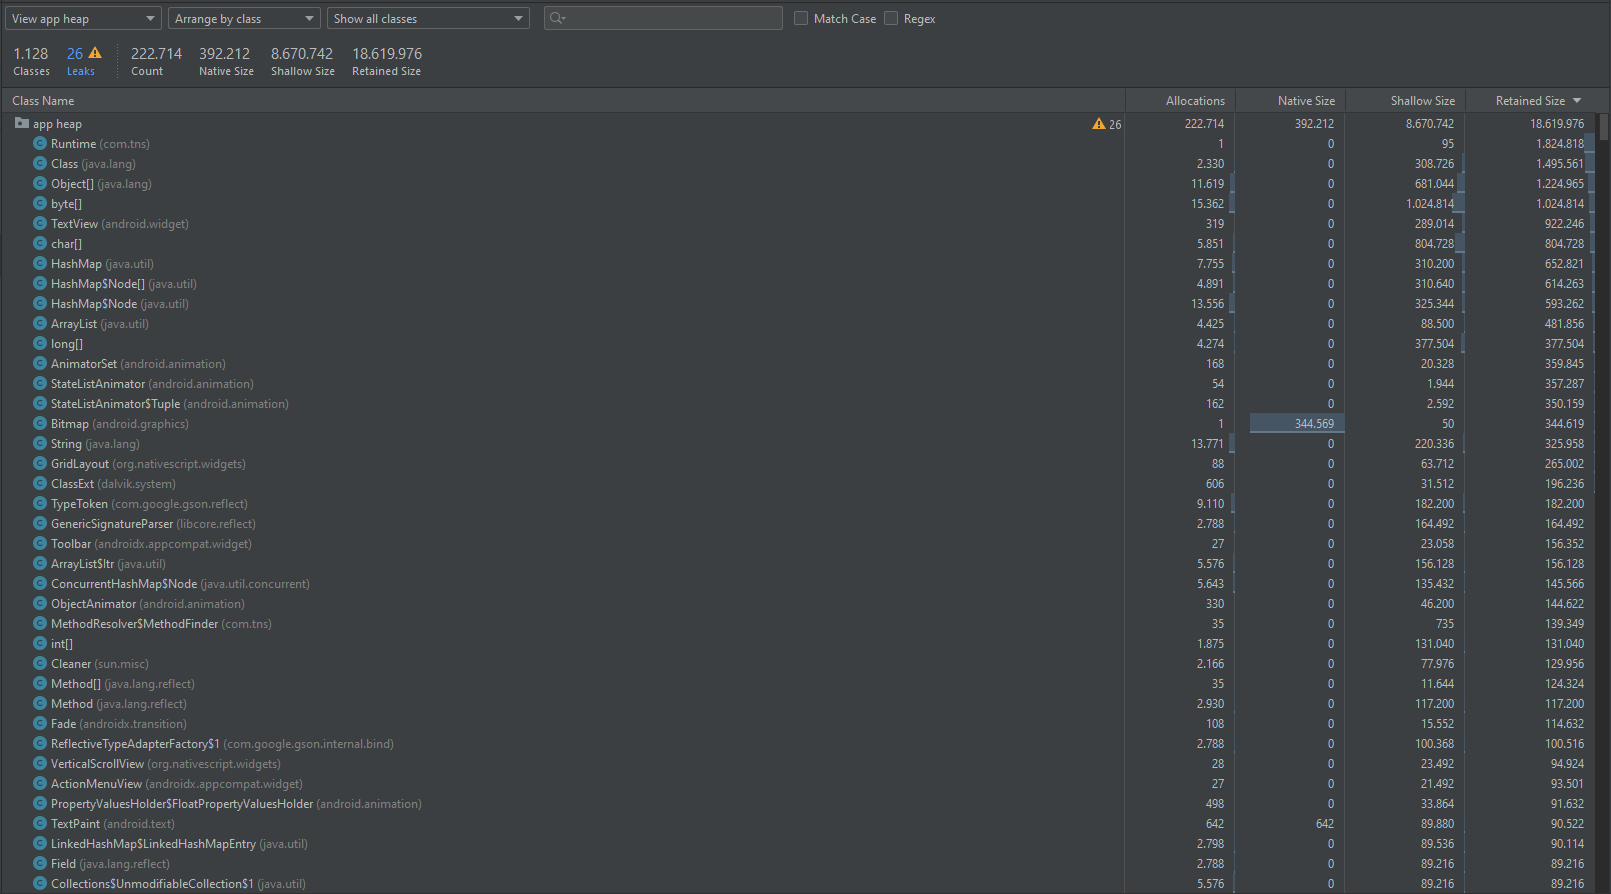 View app heap Arrange by class Show all classes Match Case Regex
1.128 26 222.714 392.212 8.670.742 18.619.976
Classes Leaks Count Native Size Shallow Size Retained Size
Class Name Allocations Native Size Shallow Size Retained Size
app heap 26 222.714 392.212 8.670.742 18.619.976
C Runtime (com.tns) 1 0 95 1.824.818
C Class (java.lang) 2.330 0 308.726 1.495.561
C Object[] (java.lang) 11.619 0 681.044 1.224.965
C byte[] 15.362 0 1.024.814 1.024.814
C TextView (android.widget) 319 0 289.014 922.246
C char[] 5.851 0 804.728 804.728
C HashMap (java.util) 7.755 0 310.200 652.821
C HashMap$Node[] (java.util) 4.891 0 310.640 614.263
C HashMap$Node (java.util) 13.556 0 325.344 593.262
C ArrayList (java.util) 4.425 0 88.500 481.856
C long[] 4.274 0 377.504 377.504
C AnimatorSet (android.animation) 168 0 20.328 359.845
C StateListAnimator (android.animation) 54 0 1.944 357.287
C StateListAnimator$Tuple (android.animation) 162 0 2.592 350.159
C Bitmap (android.graphics) 1 344.569 50 344.619
C String (java.lang) 13.771 0 220.336 325.958
C GridLayout (org.nativescript.widgets) 88 0 63.712 265.002
C ClassExt (dalvik.system) 606 0 31.512 196.236
C TypeToken (com.google.gson.reflect) 9.110 0 182.200 182.200
C GenericSignatureParser (libcore.reflect) 2.788 0 164.492 164.492
C Toolbar (androidx.appcompat.widget) 27 0 23.058 156.352
C ArrayList$Itr (java.util) 5.576 0 156.128 156.128
C ConcurrentHashMap$Node (java.util.concurrent) 5.643 0 135.432 145.566
C ObjectAnimator (android.animation) 330 0 46.200 144.622
C MethodResolver$MethodFinder (com.tns) 35 0 735 139.349
C int[] 1.875 0 131.040 131.040
C Cleaner (sun.misc) 2.166 0 77.976 129.956
C Method[] (java.lang.reflect) 35 0 11.644 124.324
C Method (java.lang.reflect) 2.930 0 117.200 117.200
C Fade (androidx.transition) 108 0 15.552 114.632
C ReflectiveTypeAdapterFactory$1 (com.google.gson.internal.bind) 2.788 0 100.368 100.516
C VerticalScrollView (org.nativescript.widgets) 28 0 23.492 94.924
C ActionMenuView (androidx.appcompat.widget) 27 0 21.492 93.501
C PropertyValuesHolder$FloatPropertyValuesHolder (android.animation) 498 0 33.864 91.632
C TextPaint (android.text) 642 642 89.880 90.522
C LinkedHashMap$LinkedHashMapEntry (java.util) 2.798 0 89.536 90.114
C Field (java.lang.reflect) 2.788 0 89.216 89.216
C Collections$UnmodifiableCollection$1 (java.util) 5.576 0 89.216 89.216